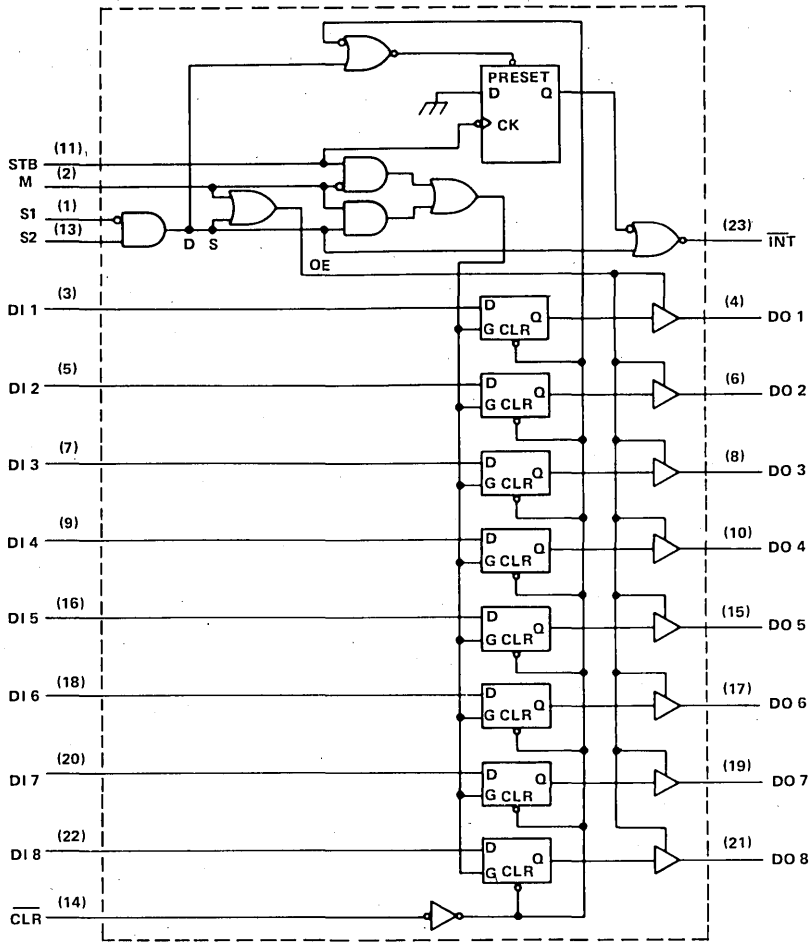 PRESET
D Q
CK
STB (11)
M (2)
S1 (1)
S2 (13)
D S
OE
(23) INT
DI 1 (3) D Q G CLR (4) DO 1
DI 2 (5) D Q G CLR (6) DO 2
DI 3 (7) D Q G CLR (8) DO 3
DI 4 (9) D Q G CLR (10) DO 4
DI 5 (16) D Q G CLR (15) DO 5
DI 6 (18) D Q G CLR (17) DO 6
DI 7 (20) D Q G CLR (19) DO 7
DI 8 (22) D Q G CLR (21) DO 8
CLR (14)